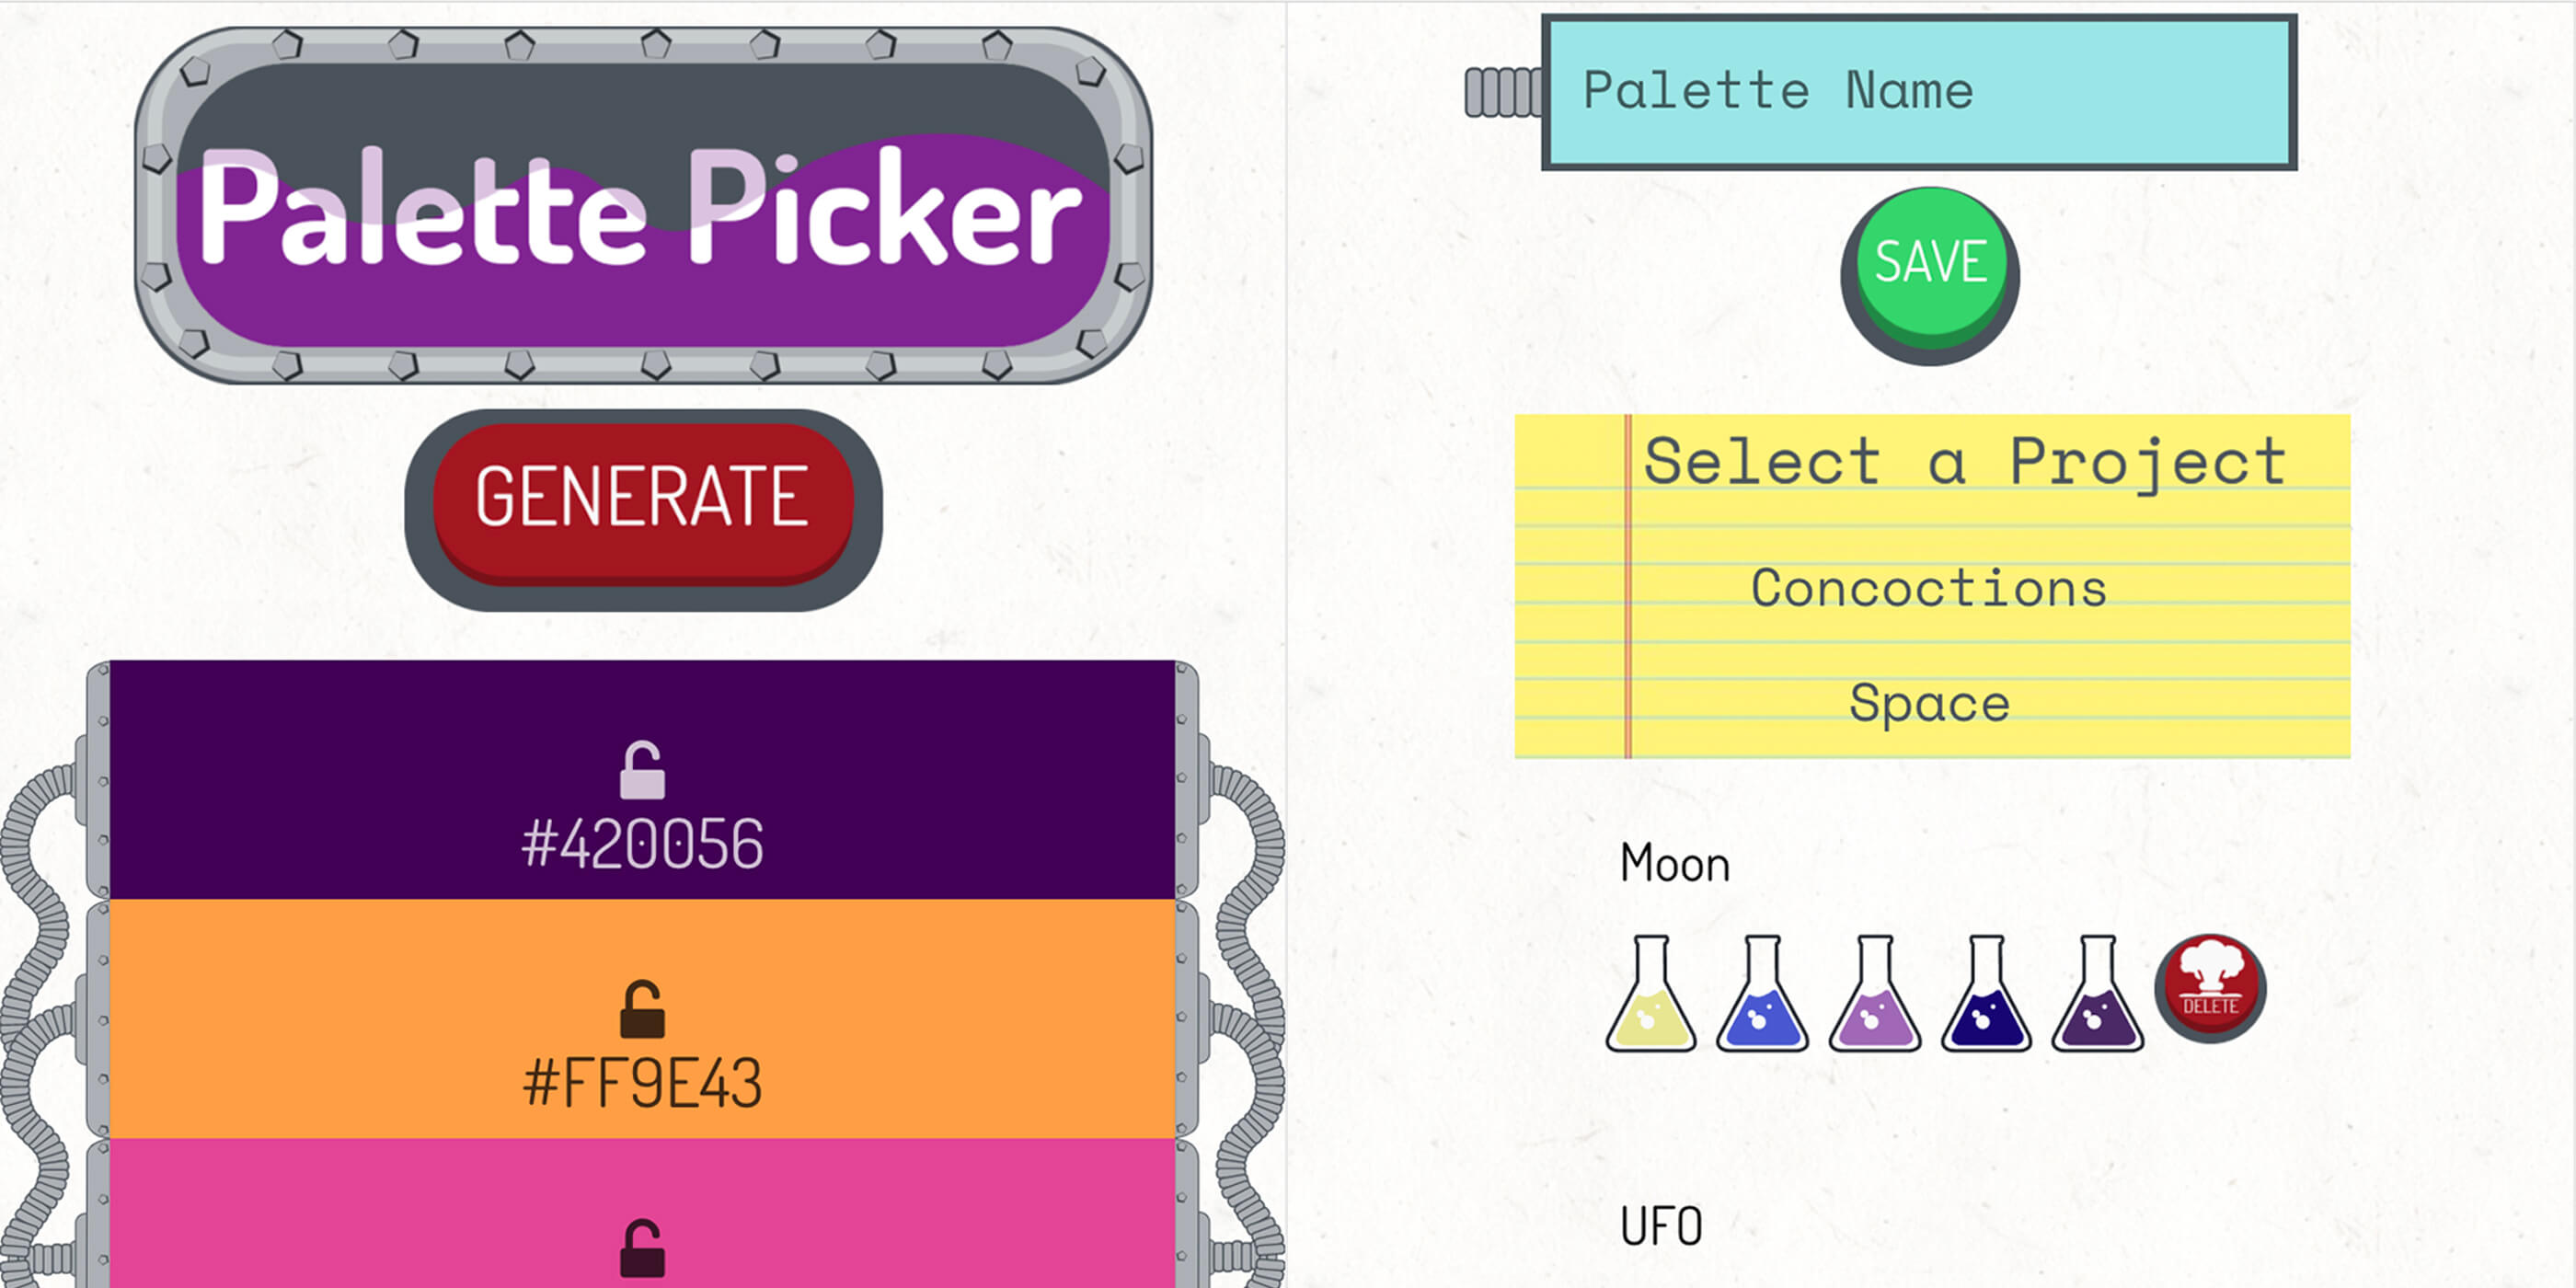 Palette Picker
GENERATE
#420056
#FF9E43
Palette Name
SAVE
Select a Project
Concoctions
Space
Moon
DELETE
UFO